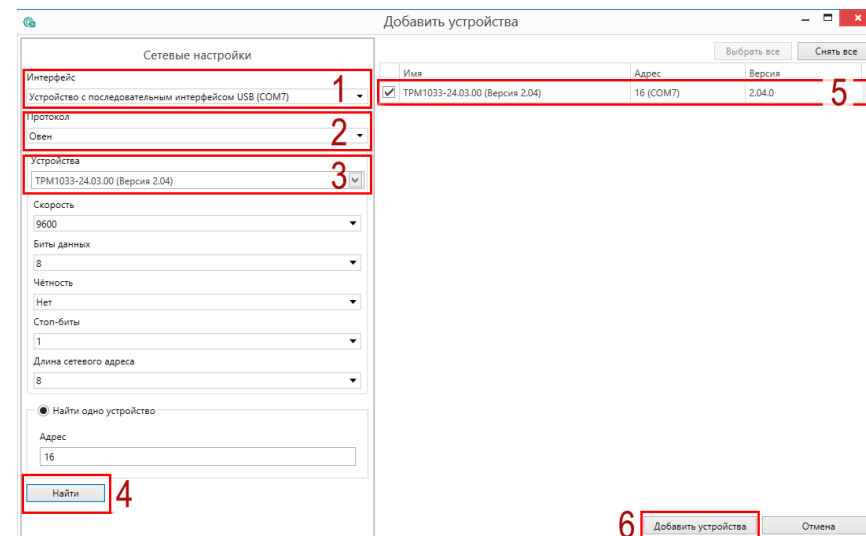 Добавить устройства
Сетевые настройки
Интерфейс
Устройство с последовательным интерфейсом USB (COM7)
1
Протокол
Овен
2
Устройства
ТРМ1033-24.03.00 (Версия 2.04)
3
Скорость
9600
Биты данных
8
Чётность
Нет
Стоп-биты
1
Длина сетевого адреса
8
Найти одно устройство
Адрес
16
Найти
4
Выбрать все Снять все
Имя Адрес Версия
ТРМ1033-24.03.00 (Версия 2.04) 16 (COM7) 2.04.0
5
6
Добавить устройства Отмена